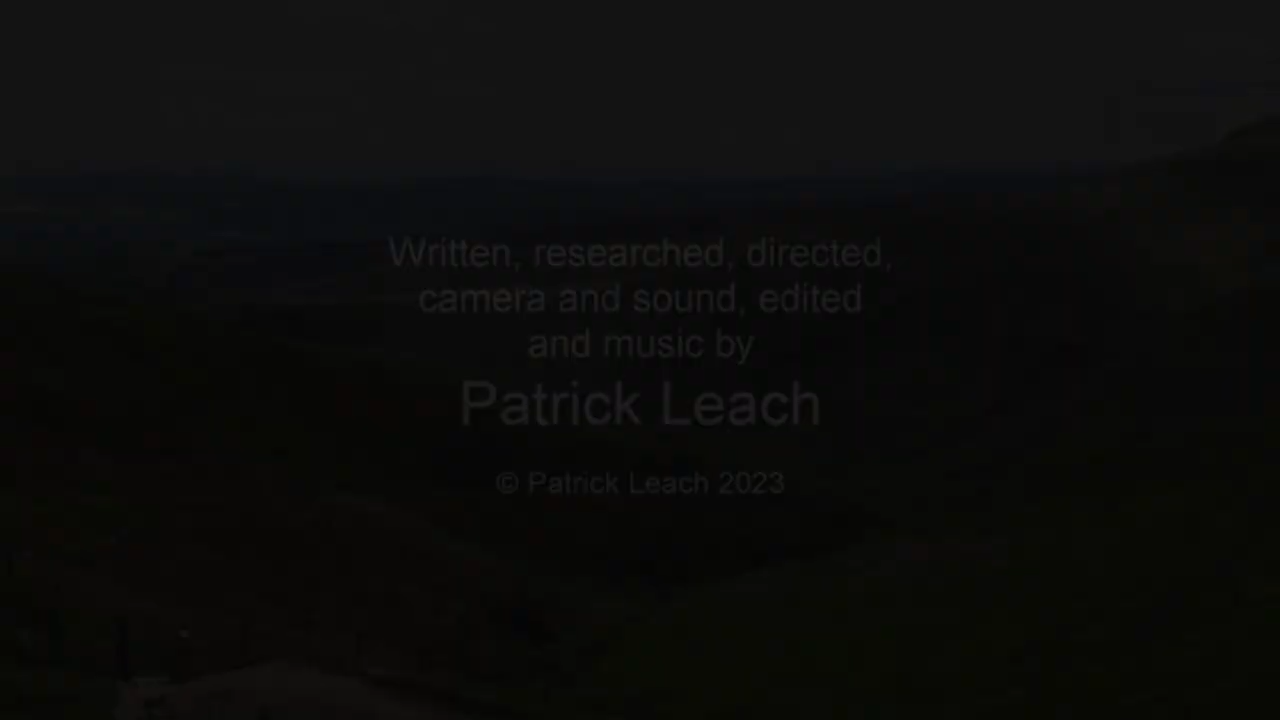 Written, researched, directed,
camera and sound, edited
and music by
Patrick Leach
© Patrick Leach 2023